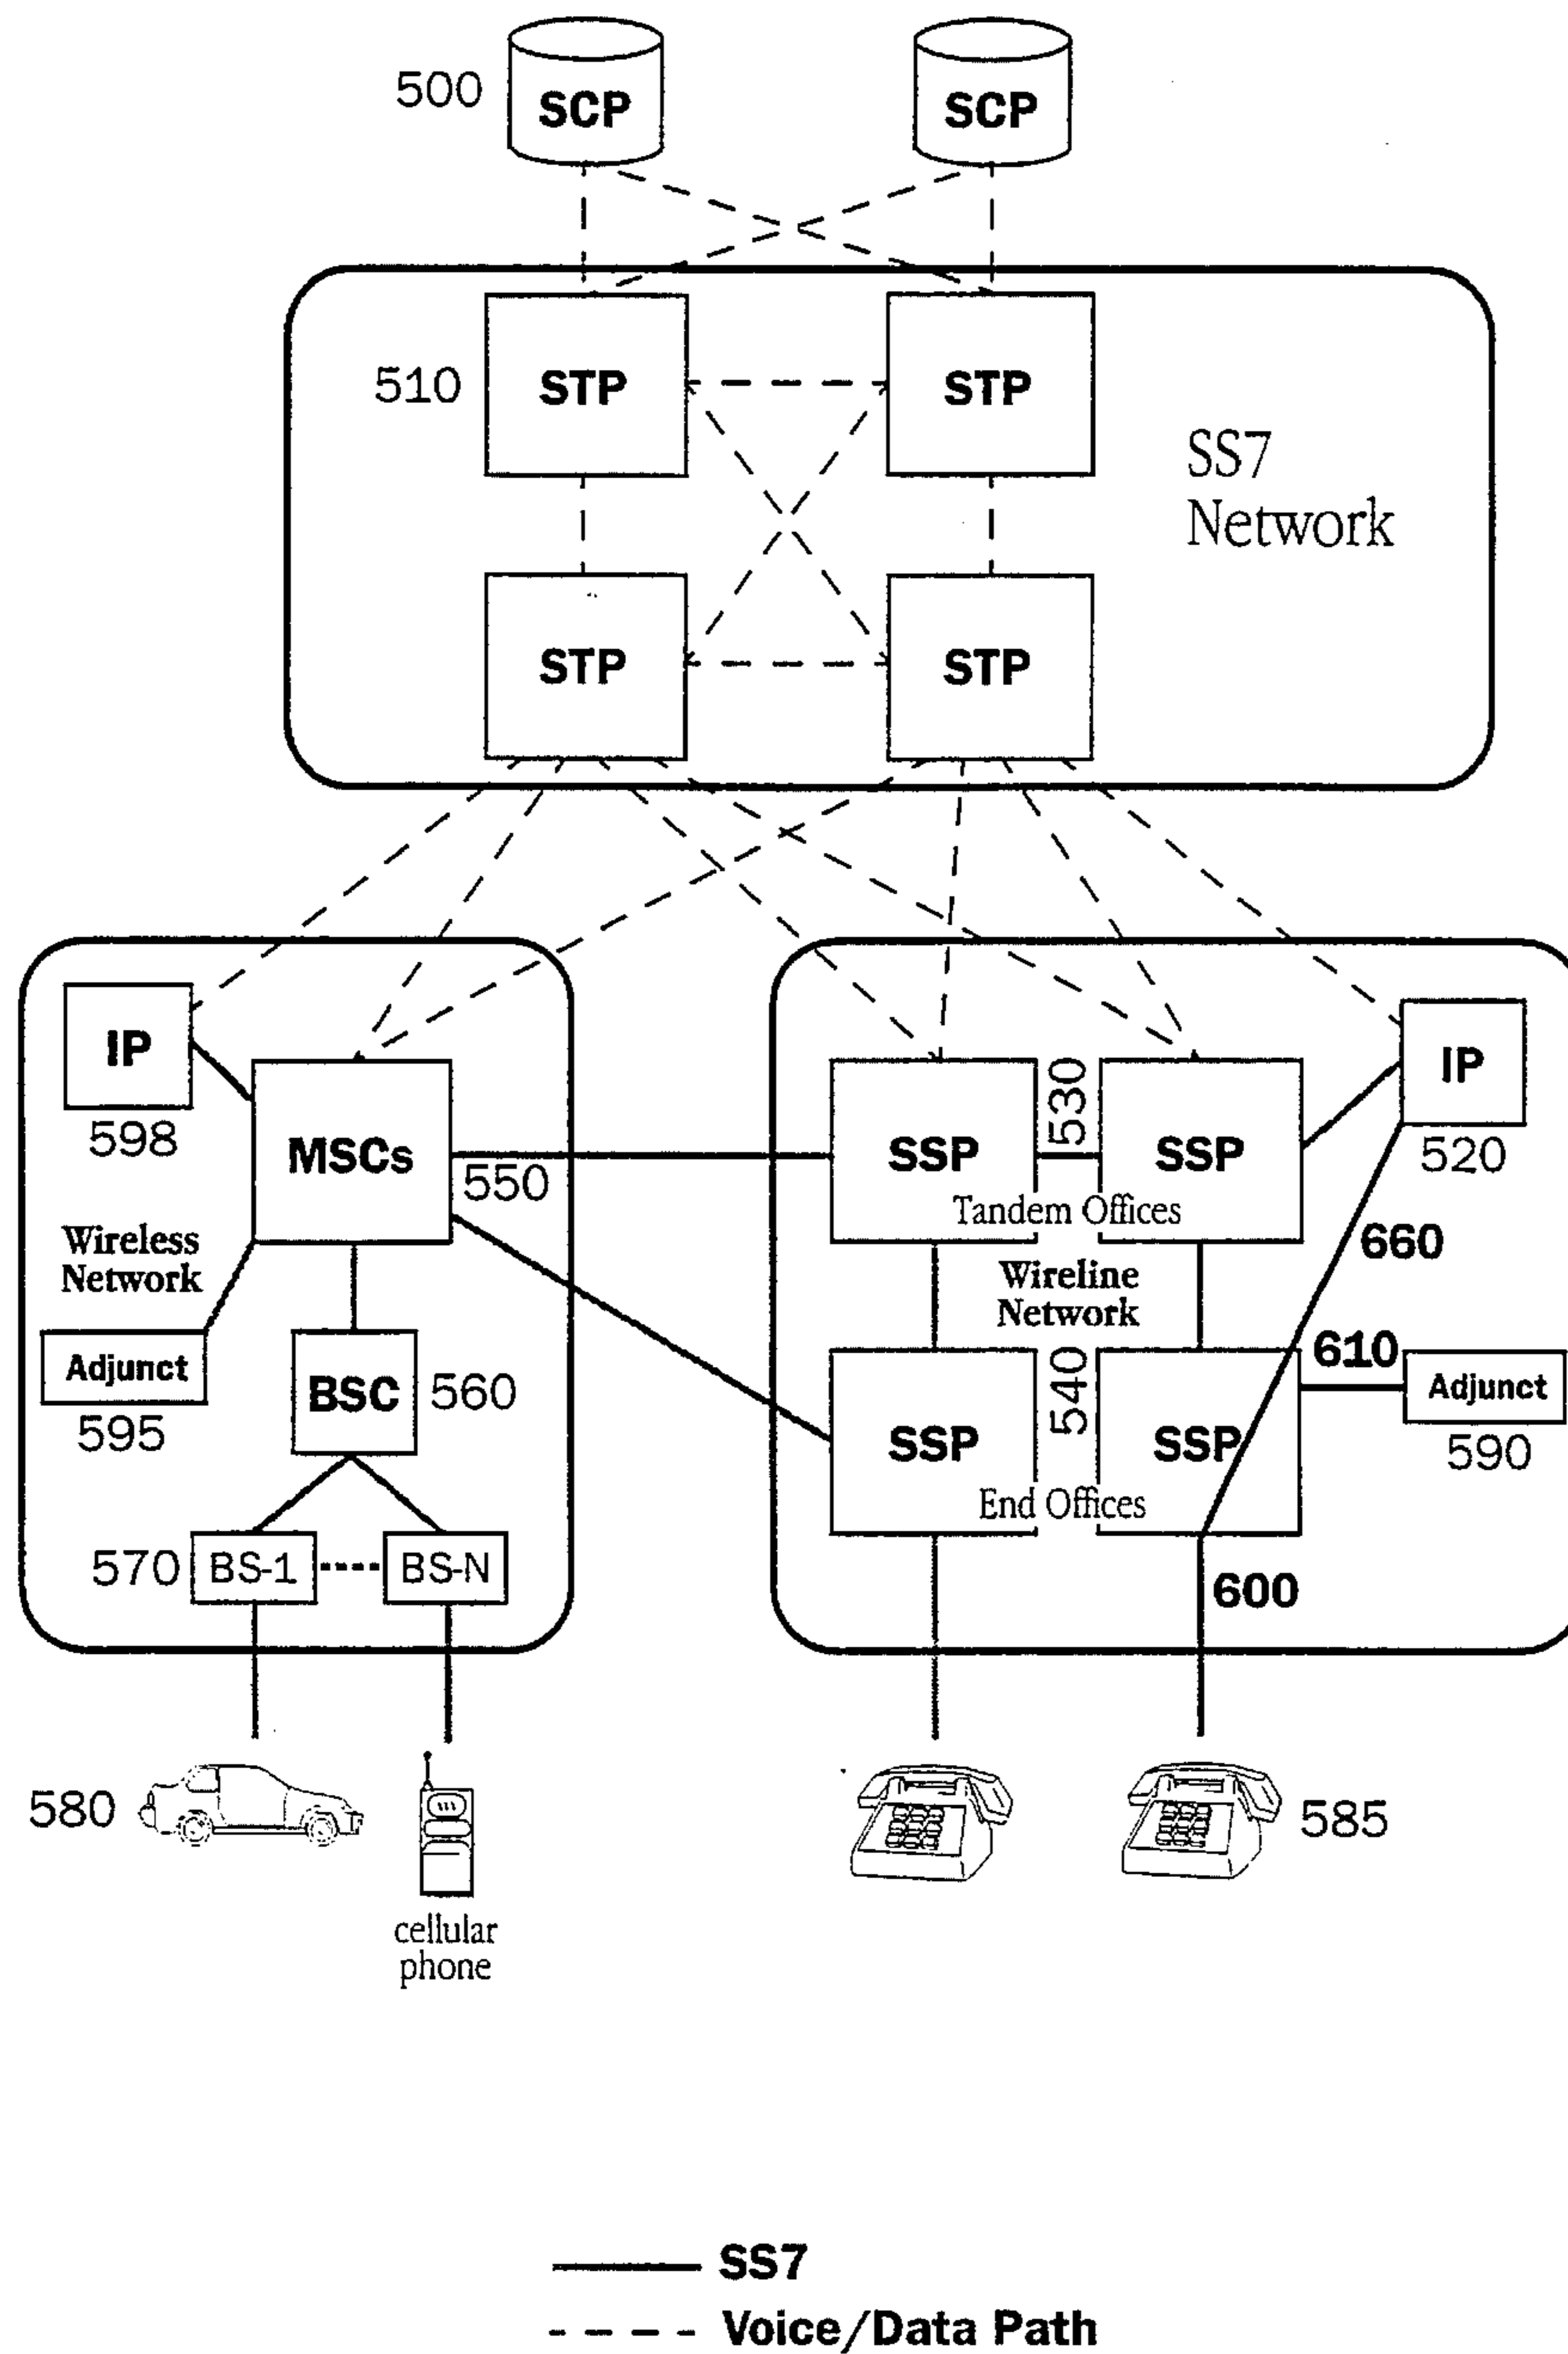 500
SCP
SCP
510
STP
STP
SS7
Network
STP
STP
IP
598
MSCs
550
Wireless
Network
Adjunct
595
BSC
560
570
BS-1
BS-N
580
cellular
phone
SSP
530
SSP
IP
520
Tandem Offices
660
Wireline
Network
610
Adjunct
590
SSP
540
SSP
End Offices
600
585
SS7
Voice/Data Path